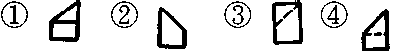 ① ② ③ ④